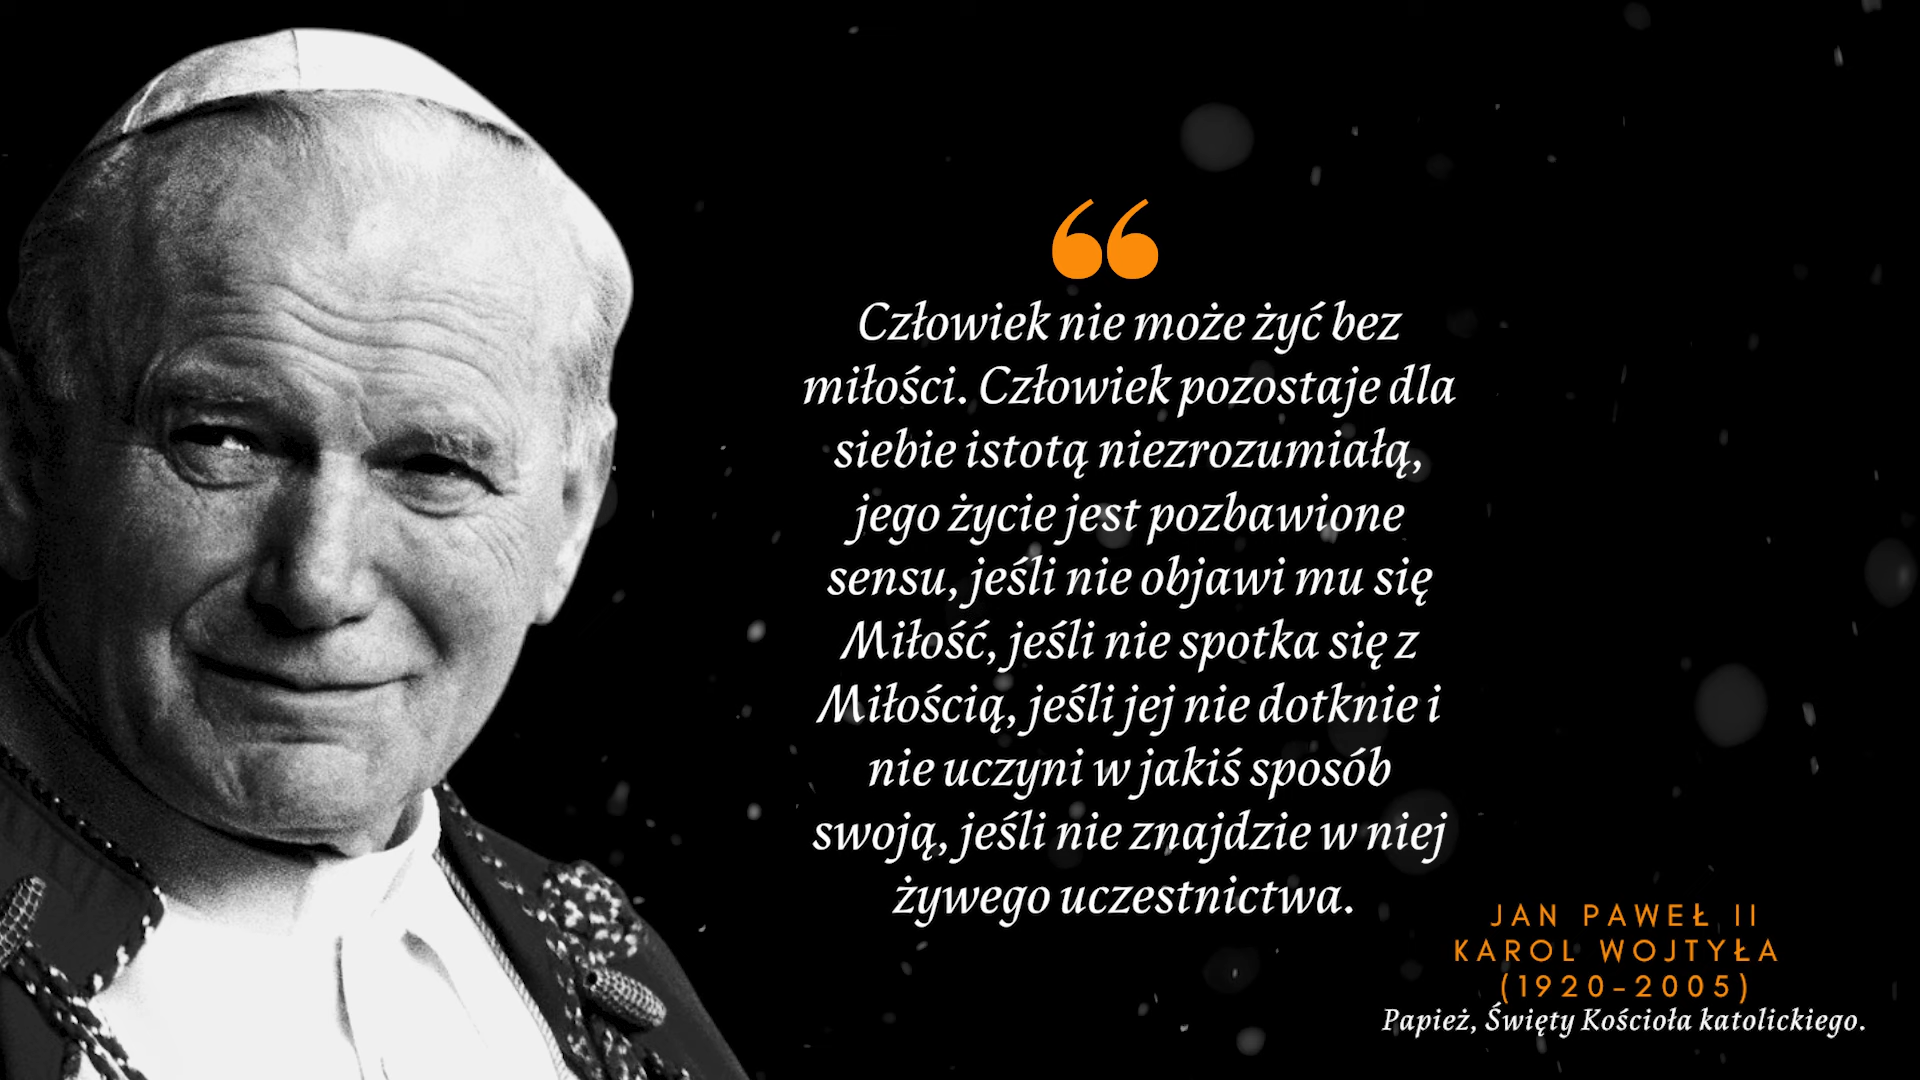 Człowiek nie może żyć bez
miłości. Człowiek pozostaje dla
siebie istotą niezrozumiałą,
jego życie jest pozbawione
sensu, jeśli nie objawi mu się
Miłość, jeśli nie spotka się z
Miłością, jeśli jej nie dotknie i
nie uczyni w jakiś sposób
swoją, jeśli nie znajdzie w niej
żywego uczestnictwa.
JAN PAWEŁ II
KAROL WOJTYŁA
(1920–2005)
Papież, Święty Kościoła katolickiego.